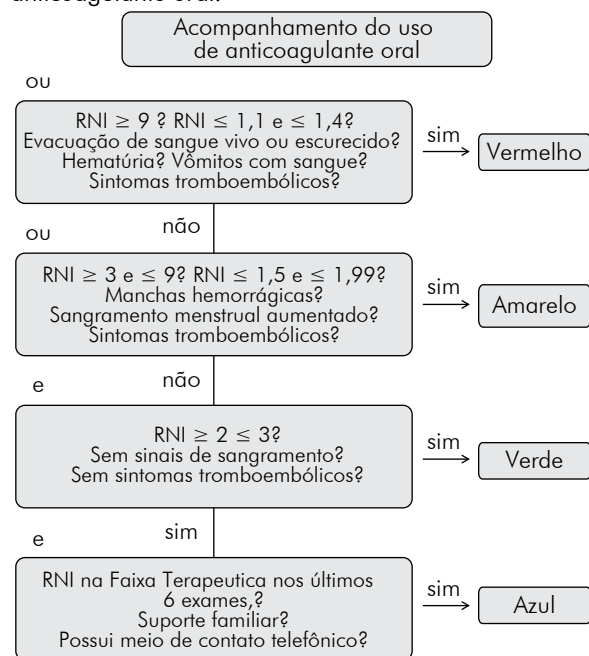 anticoagulante oral.
Acompanhamento do uso
de anticoagulante oral
ou
RNI ≥ 9 ? RNI ≤ 1,1 e ≤ 1,4?
Evacuação de sangue vivo ou escurecido?
Hematúria? Vômitos com sangue?
Sintomas tromboembólicos?
sim
Vermelho
não
ou
RNI ≥ 3 e ≤ 9? RNI ≤ 1,5 e ≤ 1,99?
Manchas hemorrágicas?
Sangramento menstrual aumentado?
Sintomas tromboembólicos?
sim
Amarelo
não
e
RNI ≥ 2 ≤ 3?
Sem sinais de sangramento?
Sem sintomas tromboembólicos?
sim
Verde
sim
e
RNI na Faixa Terapeutica nos últimos
6 exames,?
Suporte familiar?
Possui meio de contato telefônico?
sim
Azul